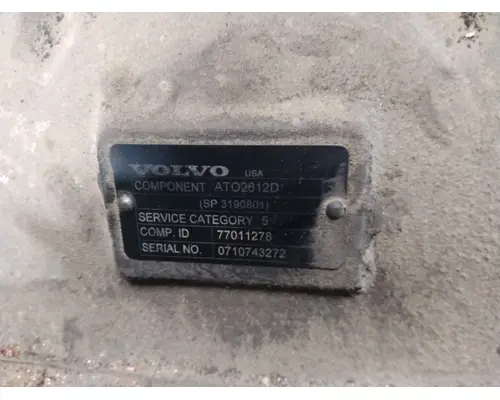 VOLVO USA
COMPONENT ATO2612D
(SP 3190801)
SERVICE CATEGORY 5
COMP. ID 77011278
SERIAL NO. 0710743272